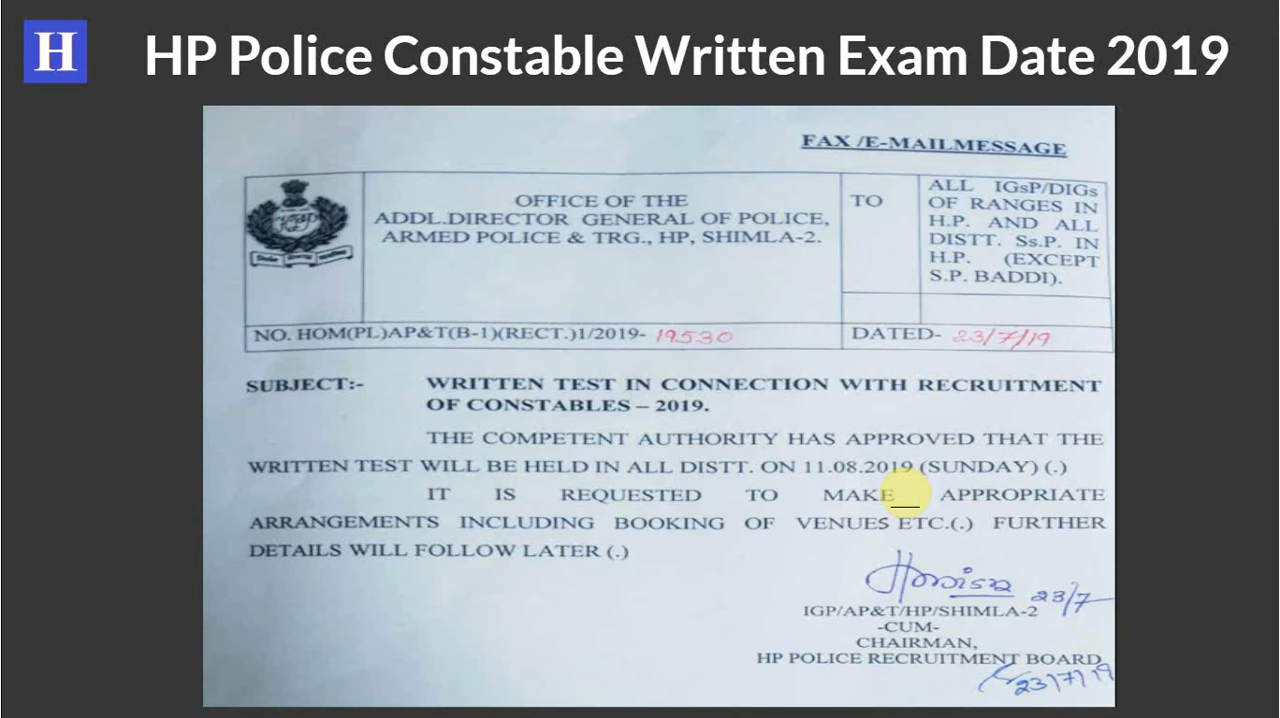 H
HP Police Constable Written Exam Date 2019
FAX /E-MAILMESSAGE
OFFICE OF THE
ADDL.DIRECTOR GENERAL OF POLICE,
ARMED POLICE & TRG., HP, SHIMLA-2.
TO
ALL IGsP/DIGs
OF RANGES IN
H.P. AND ALL
DISTT. Ss.P. IN
H.P. (EXCEPT
S.P. BADDI).
NO. HOM(PL)AP&T(B-1)(RECT.)1/2019- 19530
DATED- 23/7/19
SUBJECT:- WRITTEN TEST IN CONNECTION WITH RECRUITMENT
OF CONSTABLES – 2019.
THE COMPETENT AUTHORITY HAS APPROVED THAT THE
WRITTEN TEST WILL BE HELD IN ALL DISTT. ON 11.08.2019 (SUNDAY) (.)
IT IS REQUESTED TO MAKE APPROPRIATE
ARRANGEMENTS INCLUDING BOOKING OF VENUES ETC.(.) FURTHER
DETAILS WILL FOLLOW LATER (.)
23/7
IGP/AP&T/HP/SHIMLA-2
-CUM-
CHAIRMAN,
HP POLICE RECRUITMENT BOARD
23/7/19